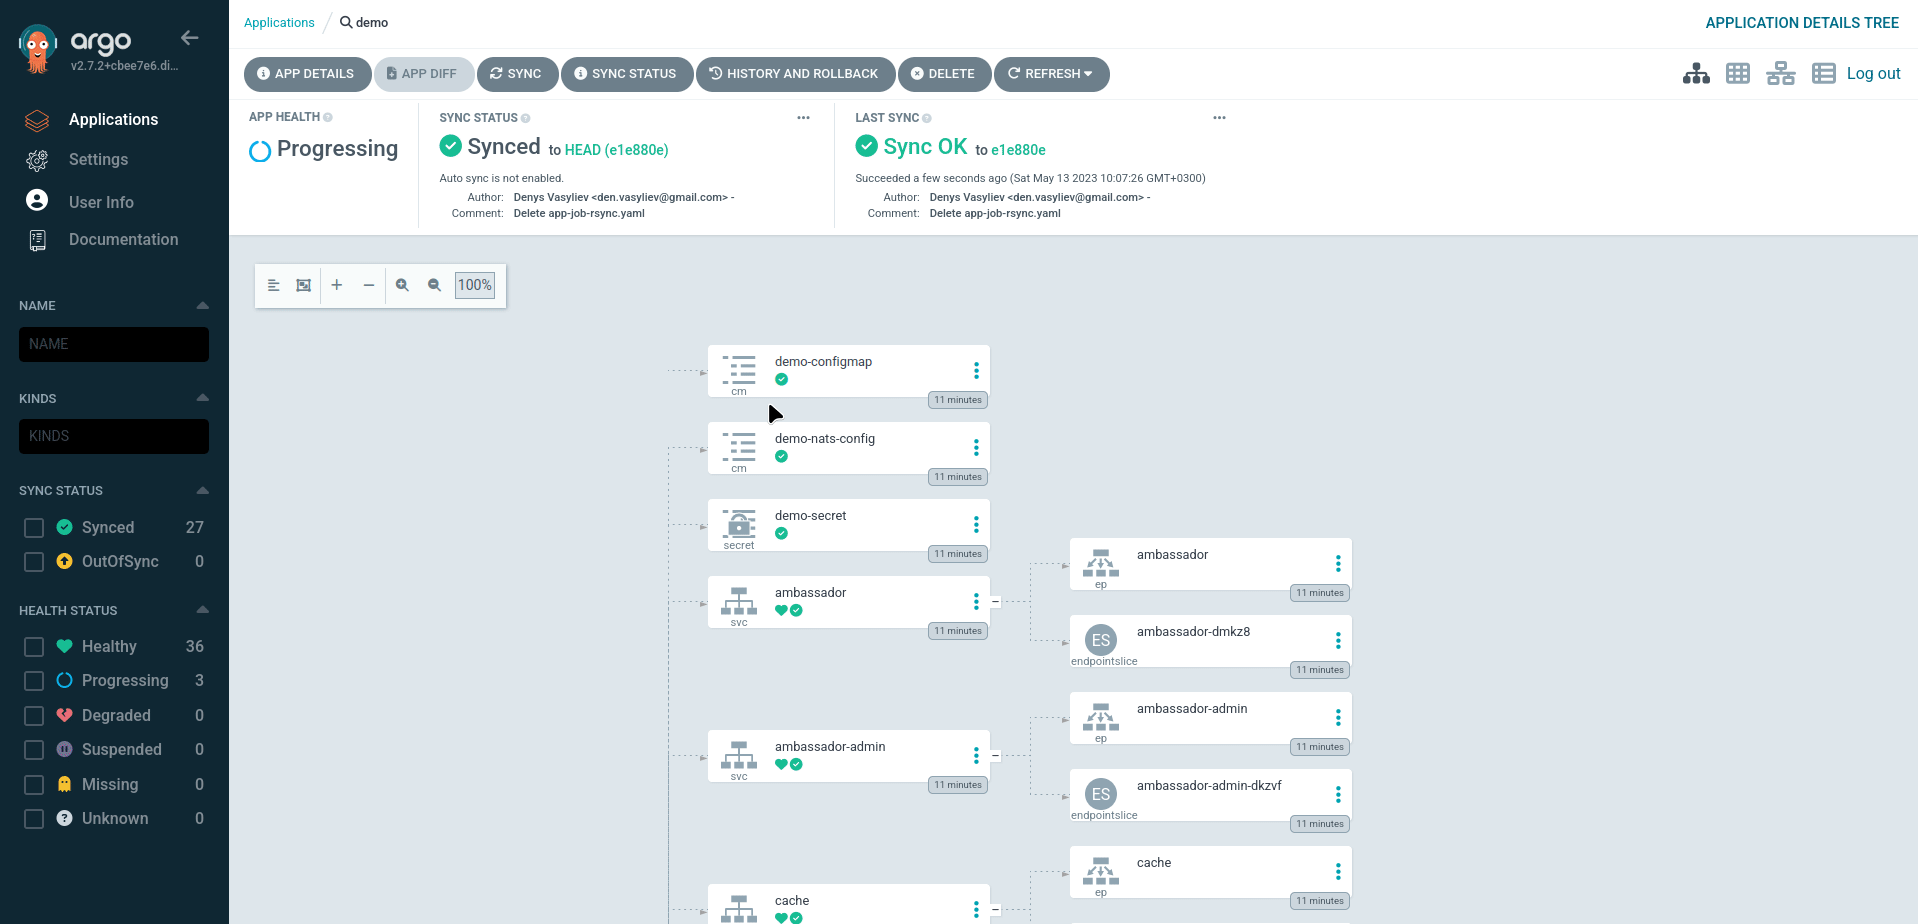 argo
v2.7.2+cbee7e6.di...
Applications
Settings
User Info
Documentation
NAME
NAME
KINDS
KINDS
SYNC STATUS
Synced 27
OutOfSync 0
HEALTH STATUS
Healthy 36
Progressing 3
Degraded 0
Suspended 0
Missing 0
Unknown 0
Applications / demo
APPLICATION DETAILS TREE
APP DETAILS APP DIFF SYNC SYNC STATUS HISTORY AND ROLLBACK DELETE REFRESH Log out
APP HEALTH
Progressing
SYNC STATUS
Synced to HEAD (e1e880e)
Auto sync is not enabled.
Author: Denys Vasyliev <den.vasyliev@gmail.com> -
Comment: Delete app-job-rsync.yaml
LAST SYNC
Sync OK to e1e880e
Succeeded a few seconds ago (Sat May 13 2023 10:07:26 GMT+0300)
Author: Denys Vasyliev <den.vasyliev@gmail.com> -
Comment: Delete app-job-rsync.yaml
100%
demo-configmap
cm
11 minutes
demo-nats-config
cm
11 minutes
demo-secret
secret
11 minutes
ambassador
svc
11 minutes
ambassador
ep
11 minutes
ES
ambassador-dmkz8
endpointslice
11 minutes
ambassador-admin
svc
11 minutes
ambassador-admin
ep
11 minutes
ES
ambassador-admin-dkzvf
endpointslice
11 minutes
cache
cache
ep
11 minutes